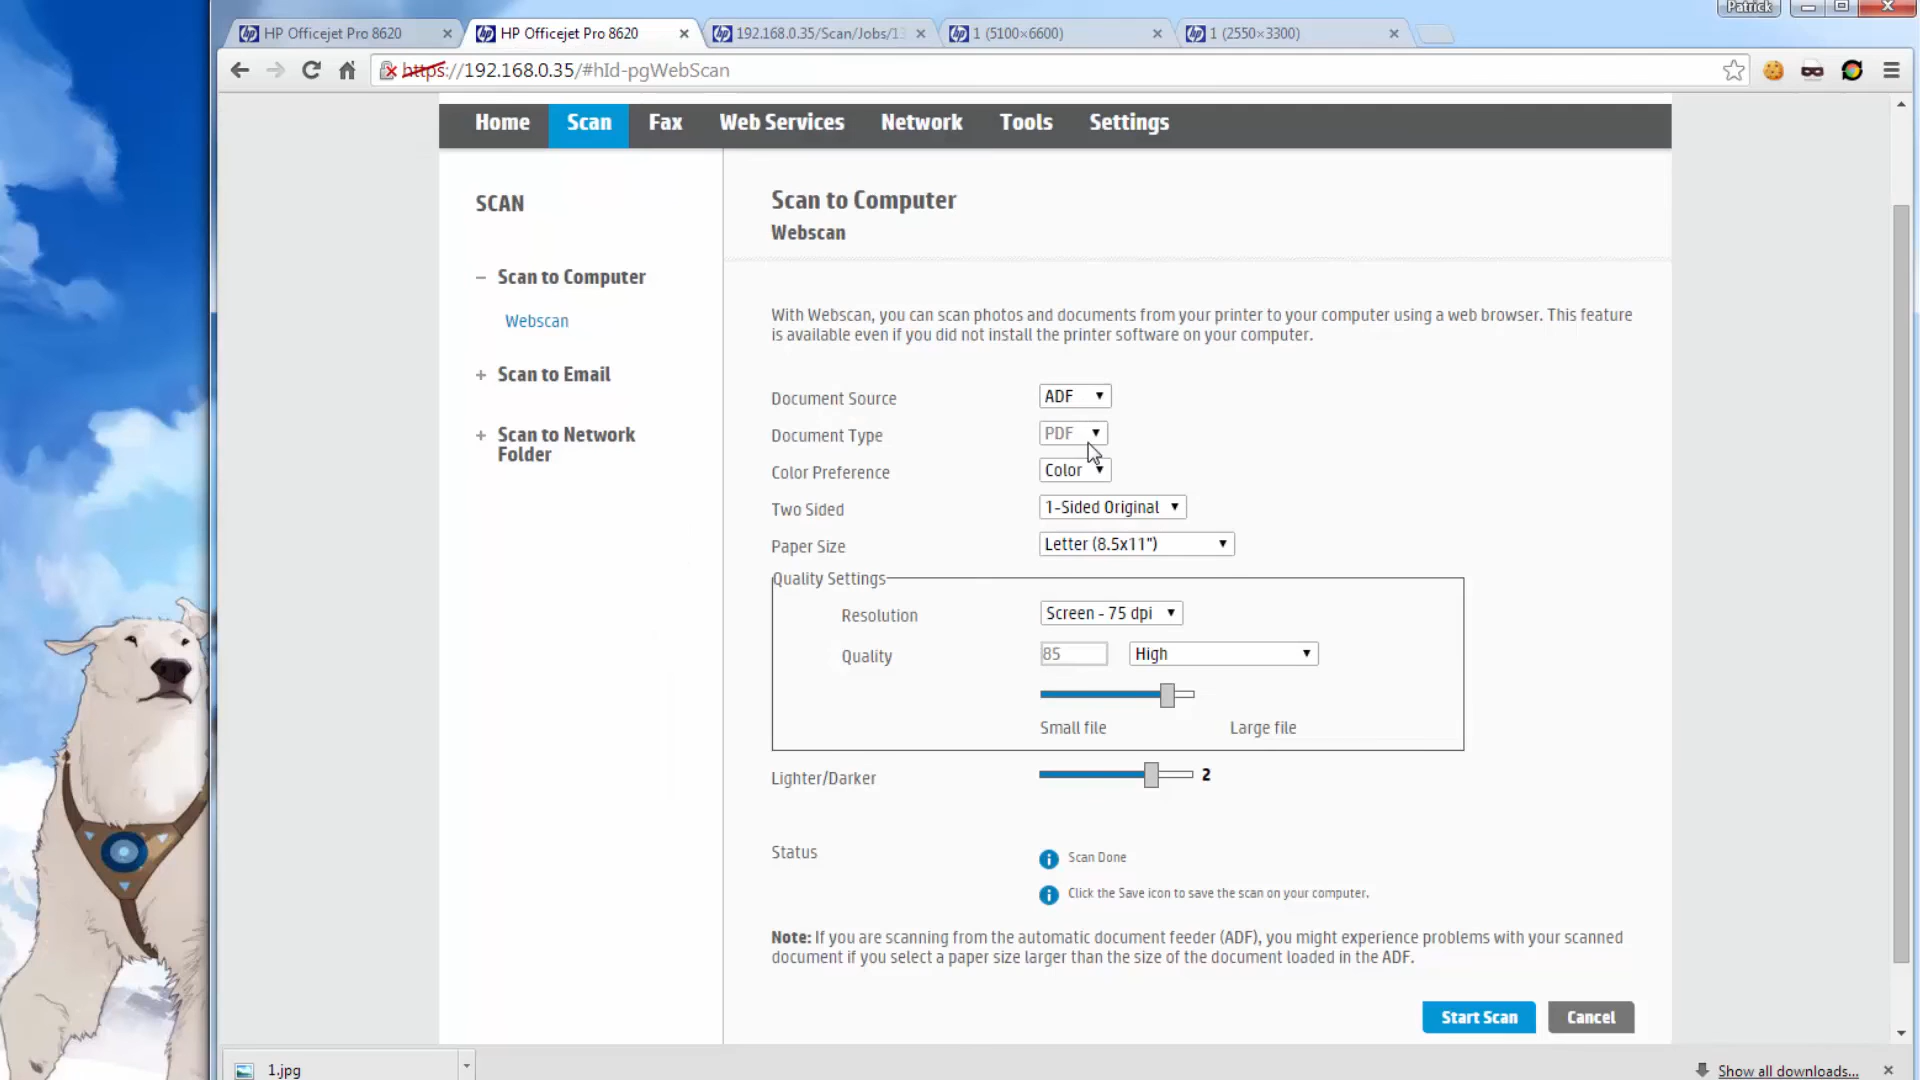 Patrick
HP Officejet Pro 8620
HP Officejet Pro 8620
192.168.0.35/Scan/Jobs/13
1 (5100×6600)
1 (2550×3300)
https://192.168.0.35/#hId-pgWebScan
Home Scan Fax Web Services Network Tools Settings
SCAN
− Scan to Computer
Webscan
+ Scan to Email
+ Scan to Network
Folder
Scan to Computer
Webscan
With Webscan, you can scan photos and documents from your printer to your computer using a web browser. This feature
is available even if you did not install the printer software on your computer.
Document Source ADF
Document Type PDF
Color Preference Color
Two Sided 1-Sided Original
Paper Size Letter (8.5x11")
Quality Settings
Resolution Screen - 75 dpi
Quality 85 High
Small file Large file
Lighter/Darker 2
Status Scan Done
Click the Save icon to save the scan on your computer.
Note: If you are scanning from the automatic document feeder (ADF), you might experience problems with your scanned
document if you select a paper size larger than the size of the document loaded in the ADF.
Start Scan Cancel
1.jpg
Show all downloads...